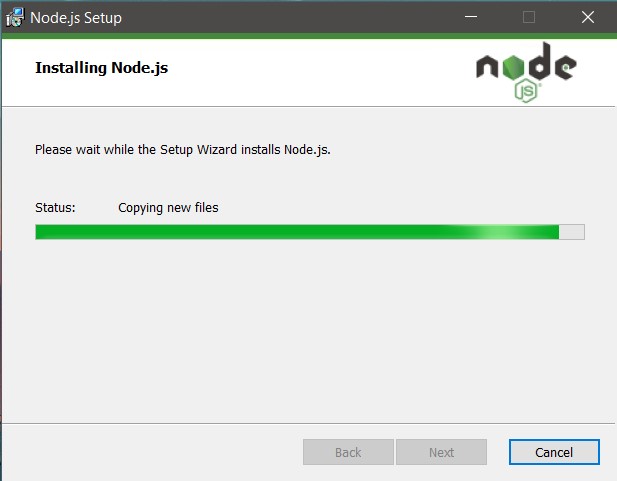 Node.js Setup
Installing Node.js
node
JS
Please wait while the Setup Wizard installs Node.js.
Status: Copying new files
Back Next Cancel